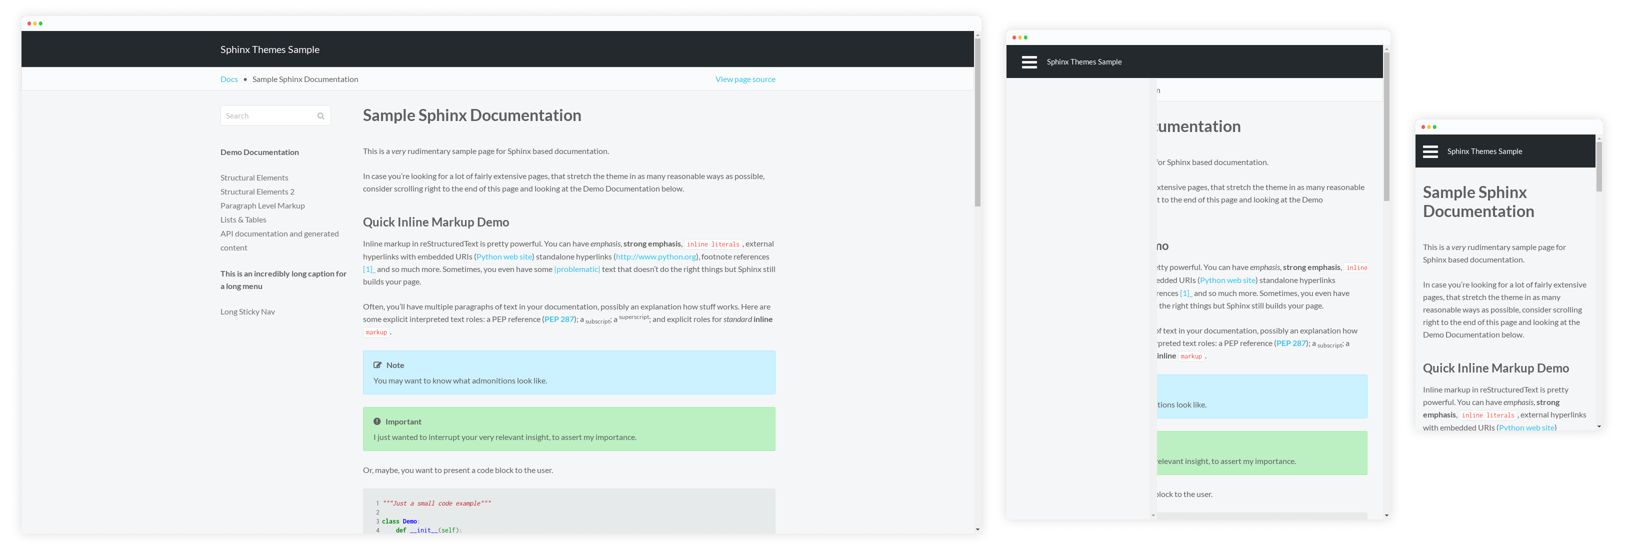 Sphinx Themes Sample
Docs • Sample Sphinx Documentation
View page source
Search
Demo Documentation
Structural Elements
Structural Elements 2
Paragraph Level Markup
Lists & Tables
API documentation and generated
content
This is an incredibly long caption for
a long menu
Long Sticky Nav
Sample Sphinx Documentation
This is a very rudimentary sample page for Sphinx based documentation.
In case you're looking for a lot of fairly extensive pages, that stretch the theme in as many reasonable ways as possible,
consider scrolling right to the end of this page and looking at the Demo Documentation below.
Quick Inline Markup Demo
Inline markup in reStructuredText is pretty powerful. You can have emphasis, strong emphasis, inline literals, external
hyperlinks with embedded URIs (Python web site) standalone hyperlinks (http://www.python.org), footnote references
[1]_ and so much more. Sometimes, you even have some |problematic| text that doesn't do the right things but Sphinx still
builds your page.
Often, you'll have multiple paragraphs of text in your documentation, possibly an explanation how stuff works. Here are
some explicit interpreted text roles: a PEP reference (PEP 287); a subscript; a superscript; and explicit roles for standard inline
markup.
Note
You may want to know what admonitions look like.
Important
I just wanted to interrupt your very relevant insight, to assert my importance.
Or, maybe, you want to present a code block to the user.
1 """Just a small code example"""
2
3 class Demo:
4 def __init__(self):
Sphinx Themes Sample
n
umentation
for Sphinx based documentation.
extensive pages, that stretch the theme in as many reasonable
t to the end of this page and looking at the Demo
mo
etty powerful. You can have emphasis, strong emphasis, inline
edded URIs (Python web site) standalone hyperlinks
erences [1]_ and so much more. Sometimes, you even have
the right things but Sphinx still builds your page.
of text in your documentation, possibly an explanation how
rpreted text roles: a PEP reference (PEP 287); a subscript; a
inline markup.
tions look like.
elevant insight, to assert my importance.
block to the user.
Sphinx Themes Sample
Sample Sphinx
Documentation
This is a very rudimentary sample page for
Sphinx based documentation.
In case you're looking for a lot of fairly extensive
pages, that stretch the theme in as many
reasonable ways as possible, consider scrolling
right to the end of this page and looking at the
Demo Documentation below.
Quick Inline Markup Demo
Inline markup in reStructuredText is pretty
powerful. You can have emphasis, strong
emphasis, inline literals, external hyperlinks
with embedded URIs (Python web site)